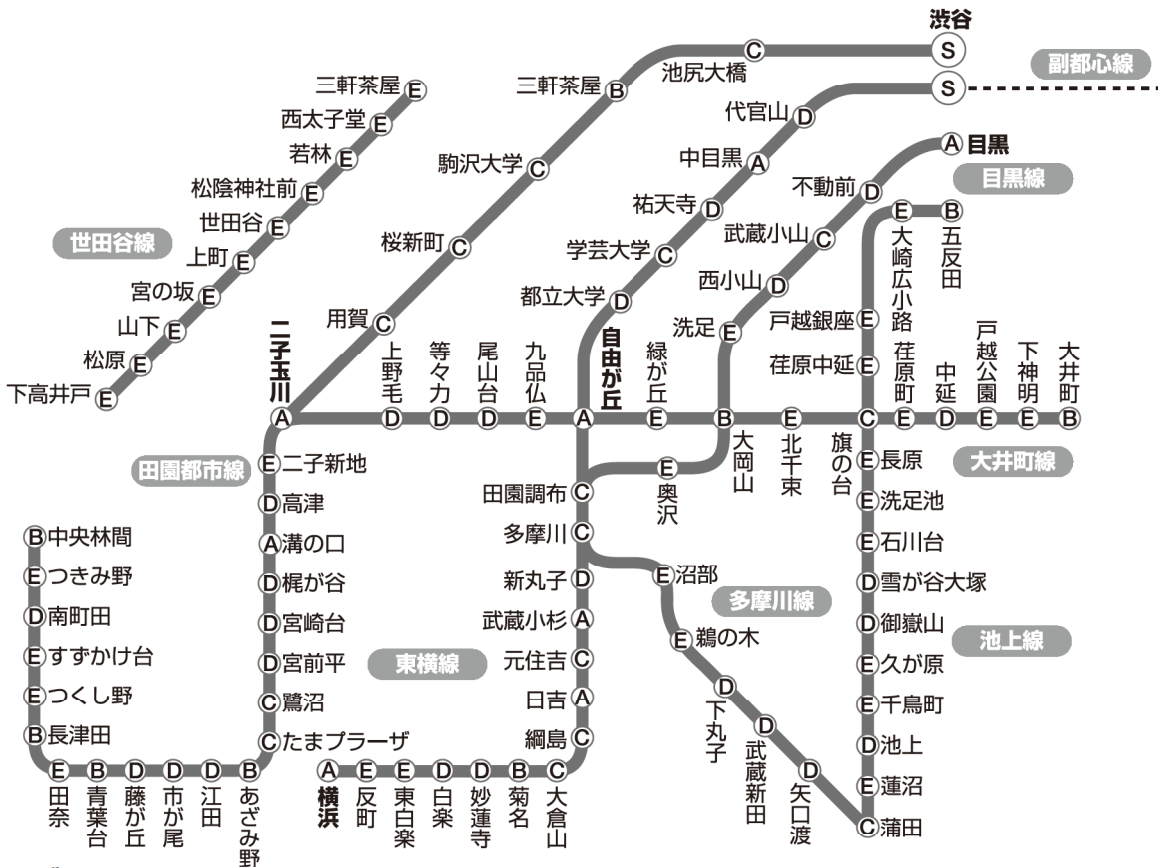 渋谷
S
副都心線
S
三軒茶屋 E
西太子堂 E
若林 E
松陰神社前 E
世田谷 E
上町 E
宮の坂 E
山下 E
松原 E
下高井戸 E
世田谷線
池尻大橋 C
三軒茶屋 B
駒沢大学 C
桜新町 C
用賀 C
二子玉川 A
代官山 D
中目黒 A
祐天寺 D
学芸大学 C
都立大学 D
自由が丘 A
A 目黒
目黒線
不動前 D
武蔵小山 C
西小山 D
洗足 E
五反田 B
大崎広小路 E
戸越銀座 E
荏原中延 E
上野毛 D
等々力 D
尾山台 D
九品仏 E
緑が丘 E
大岡山 B
北千束 E
旗の台 C
荏原町 E
中延 D
戸越公園 E
下神明 E
大井町 B
大井町線
田園都市線
E 二子新地
D 高津
A 溝の口
D 梶が谷
D 宮崎台
D 宮前平
C 鷺沼
C たまプラーザ
B あざみ野
D 江田
D 市が尾
D 藤が丘
B 青葉台
E 田奈
B 長津田
E つくし野
E すずかけ台
D 南町田
E つきみ野
B 中央林間
奥沢 E
田園調布 C
多摩川 C
新丸子 D
武蔵小杉 A
元住吉 C
日吉 A
綱島 C
大倉山 C
菊名 B
妙蓮寺 D
白楽 D
東白楽 E
反町 E
横浜 A
東横線
E 沼部
E 鵜の木
D 下丸子
D 武蔵新田
D 矢口渡
多摩川線
E 長原
E 洗足池
E 石川台
D 雪が谷大塚
D 御嶽山
E 久が原
E 千鳥町
D 池上
E 蓮沼
C 蒲田
池上線